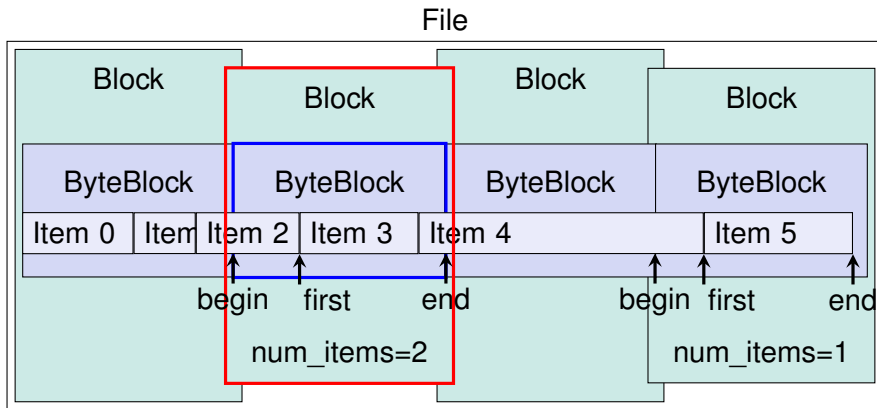 File
Block Block Block Block
ByteBlock ByteBlock ByteBlock ByteBlock
Item 0 Item Item 2 Item 3 Item 4 Item 5
begin first end begin first end
num_items=2 num_items=1